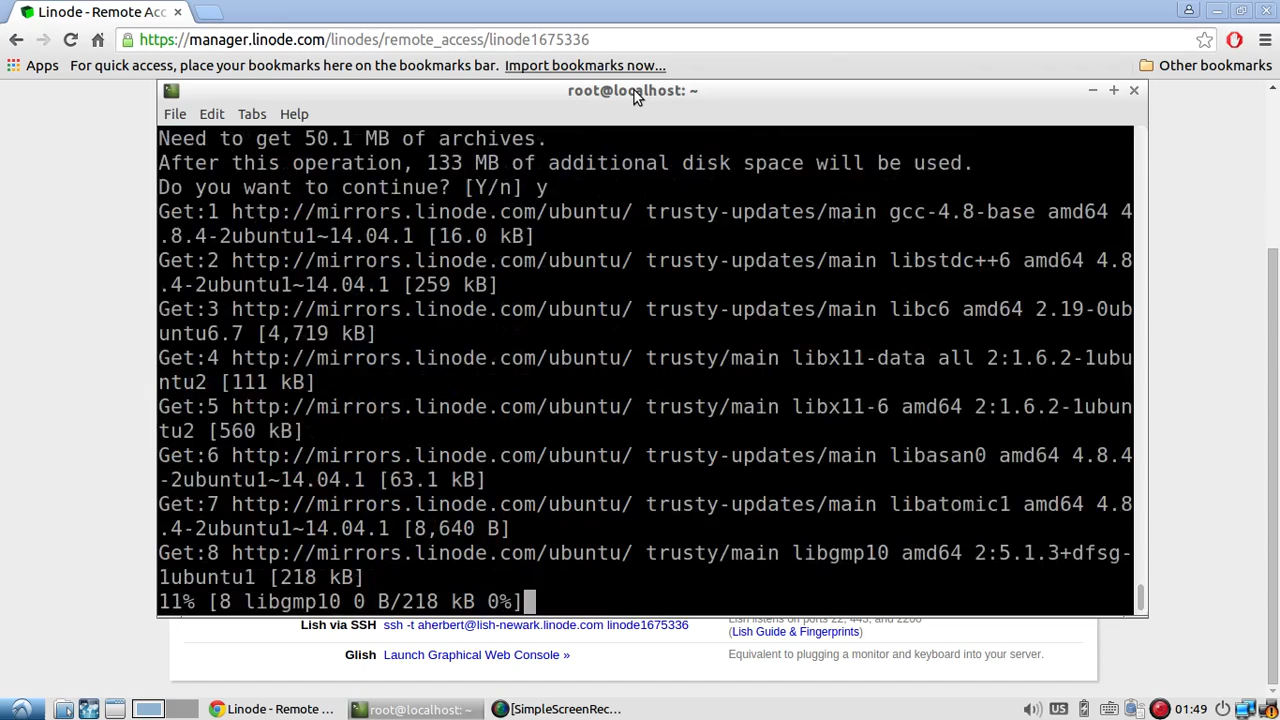 Linode - Remote Acc
https://manager.linode.com/linodes/remote_access/linode1675336
Apps For quick access, place your bookmarks here on the bookmarks bar. Import bookmarks now... Other bookmarks
root@localhost: ~
File Edit Tabs Help
Need to get 50.1 MB of archives.
After this operation, 133 MB of additional disk space will be used.
Do you want to continue? [Y/n] y
Get:1 http://mirrors.linode.com/ubuntu/ trusty-updates/main gcc-4.8-base amd64 4
.8.4-2ubuntu1~14.04.1 [16.0 kB]
Get:2 http://mirrors.linode.com/ubuntu/ trusty-updates/main libstdc++6 amd64 4.8
.4-2ubuntu1~14.04.1 [259 kB]
Get:3 http://mirrors.linode.com/ubuntu/ trusty-updates/main libc6 amd64 2.19-0ub
untu6.7 [4,719 kB]
Get:4 http://mirrors.linode.com/ubuntu/ trusty/main libx11-data all 2:1.6.2-1ubu
ntu2 [111 kB]
Get:5 http://mirrors.linode.com/ubuntu/ trusty/main libx11-6 amd64 2:1.6.2-1ubun
tu2 [560 kB]
Get:6 http://mirrors.linode.com/ubuntu/ trusty-updates/main libasan0 amd64 4.8.4
-2ubuntu1~14.04.1 [63.1 kB]
Get:7 http://mirrors.linode.com/ubuntu/ trusty-updates/main libatomic1 amd64 4.8
.4-2ubuntu1~14.04.1 [8,640 B]
Get:8 http://mirrors.linode.com/ubuntu/ trusty/main libgmp10 amd64 2:5.1.3+dfsg-
1ubuntu1 [218 kB]
11% [8 libgmp10 0 B/218 kB 0%]
Lish via SSH ssh -t aherbert@lish-newark.linode.com linode1675336 Lish listens on ports 22, 443, and 2200
(Lish Guide & Fingerprints)
Glish Launch Graphical Web Console » Equivalent to plugging a monitor and keyboard into your server.
Linode - Remote ... root@localhost: ~ [SimpleScreenRec... US 01:49